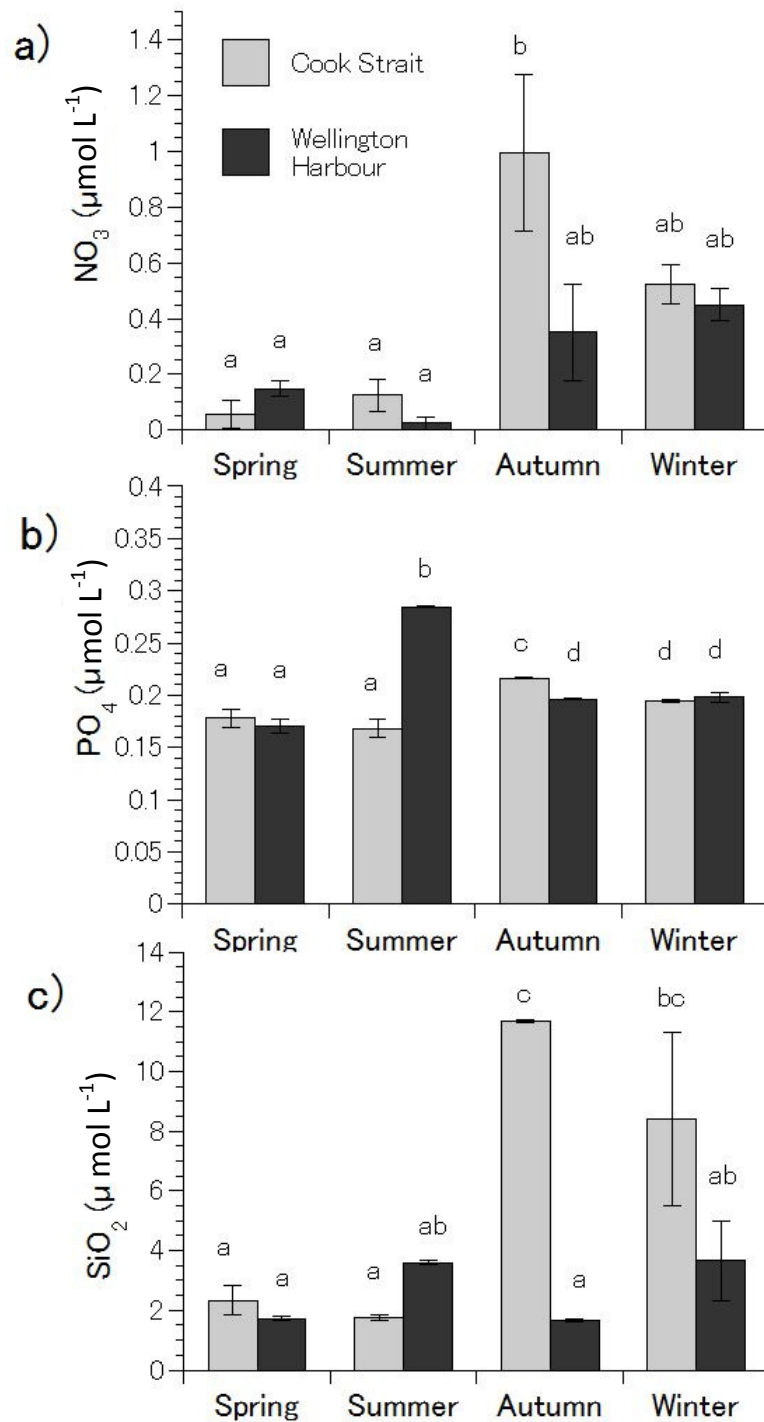 a)
NO3 (µmol L-1)
1.4
1.2
1
0.8
0.6
0.4
0.2
0
Cook Strait
Wellington
Harbour
a
a
a
a
b
ab
ab
ab
Spring Summer Autumn Winter
b)
PO4 (µmol L-1)
0.4
0.35
0.3
0.25
0.2
0.15
0.1
0.05
0
a
a
a
b
c
d
d
d
Spring Summer Autumn Winter
c)
SiO2 (µ mol L-1)
14
12
10
8
6
4
2
0
a
a
a
ab
c
a
bc
ab
Spring Summer Autumn Winter